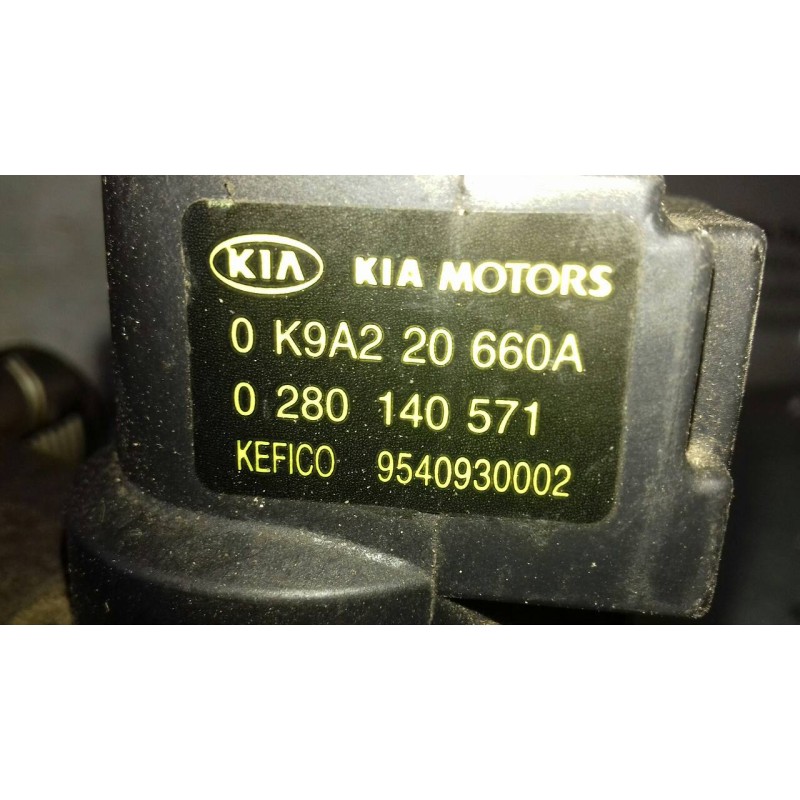 KIA KIA MOTORS
0 K9A2 20 660A
0 280 140 571
KEFICO 9540930002